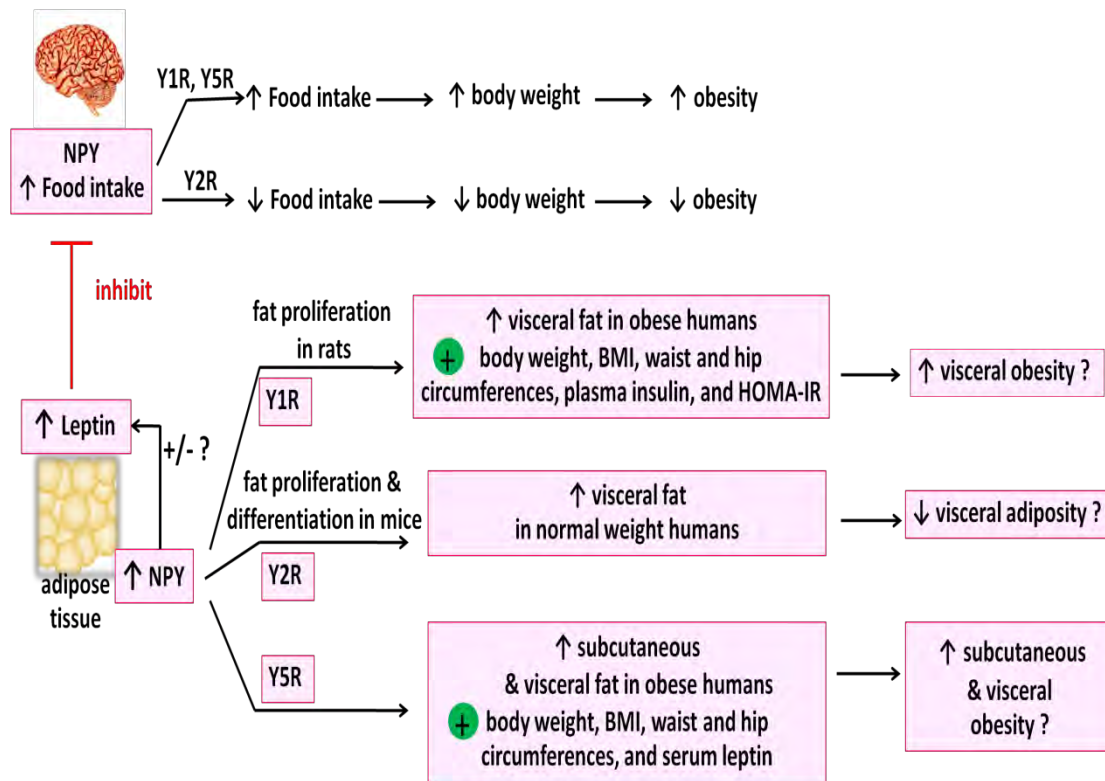 Y1R, Y5R
↑ Food intake
↑ body weight
↑ obesity
NPY
↑ Food intake
Y2R
↓ Food intake
↓ body weight
↓ obesity
inhibit
fat proliferation
in rats
Y1R
↑ visceral fat in obese humans
+ body weight, BMI, waist and hip
circumferences, plasma insulin, and HOMA-IR
↑ visceral obesity ?
↑ Leptin
+/- ?
fat proliferation &
differentiation in mice
Y2R
↑ visceral fat
in normal weight humans
↓ visceral adiposity ?
↑ NPY
adipose
tissue
Y5R
↑ subcutaneous
& visceral fat in obese humans
+ body weight, BMI, waist and hip
circumferences, and serum leptin
↑ subcutaneous
& visceral
obesity ?